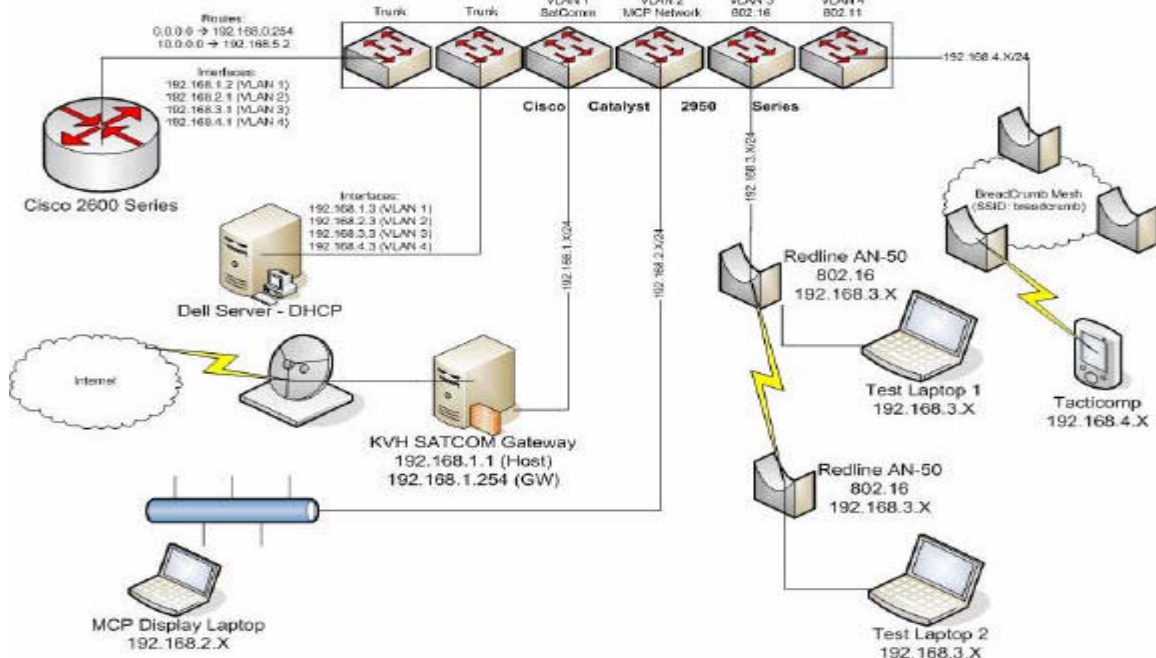 Trunk
Trunk
VLAN 1
SatComm
VLAN 2
MCP Network
VLAN 3
802.16
VLAN 4
802.11
Routes:
0.0.0.0 → 192.168.0.254
10.0.0.0 → 192.168.5.2
Interfaces:
192.168.1.2 (VLAN 1)
192.168.2.1 (VLAN 2)
192.168.3.1 (VLAN 3)
192.168.4.1 (VLAN 4)
Cisco 2600 Series
Cisco Catalyst 2950 Series
192.168.4.X/24
192.168.3.X/24
192.168.1.X/24
192.168.2.X/24
BreadCrumb Mesh
(SSID: breadcrumb)
Interfaces:
192.168.1.3 (VLAN 1)
192.168.2.3 (VLAN 2)
192.168.3.3 (VLAN 3)
192.168.4.3 (VLAN 4)
Dell Server - DHCP
Redline AN-50
802.16
192.168.3.X
Internet
Test Laptop 1
192.168.3.X
Tacticomp
192.168.4.X
KVH SATCOM Gateway
192.168.1.1 (Host)
192.168.1.254 (GW)
Redline AN-50
802.16
192.168.3.X
MCP Display Laptop
192.168.2.X
Test Laptop 2
192.168.3.X